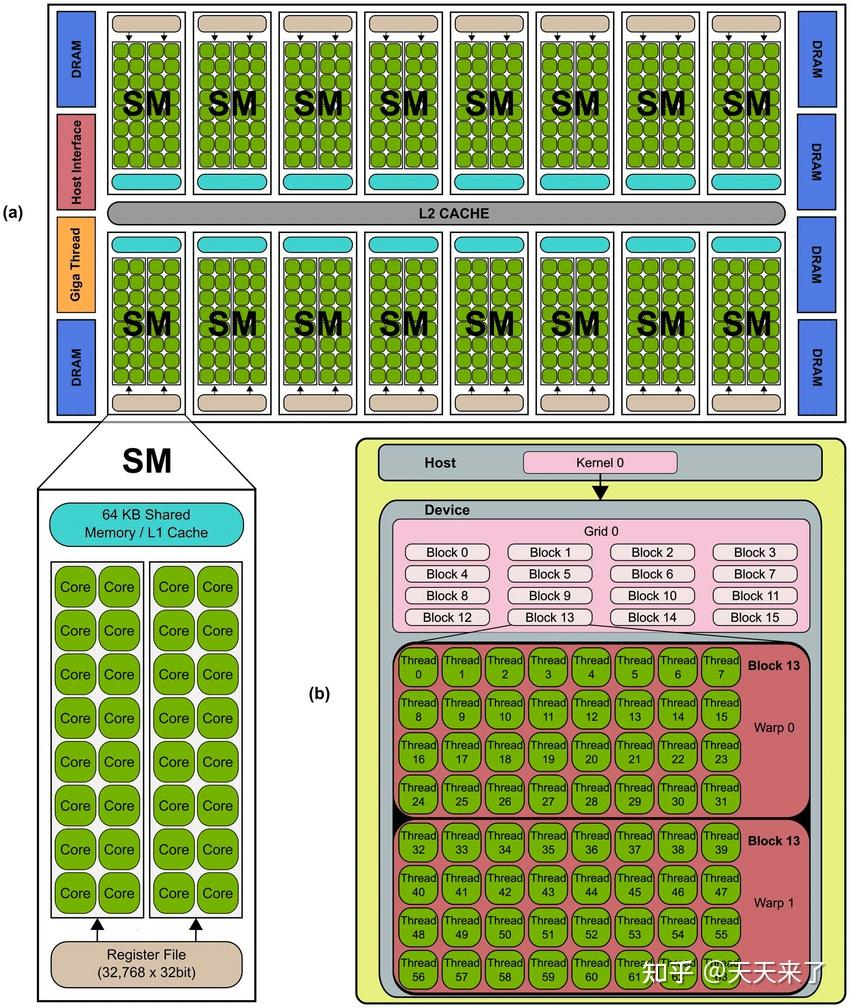 (a)
DRAM
Host Interface
Giga Thread
DRAM
SM SM SM SM SM SM SM SM
L2 CACHE
SM SM SM SM SM SM SM SM
DRAM
DRAM
DRAM
DRAM
SM
64 KB Shared
Memory / L1 Cache
Core Core Core Core
Core Core Core Core
Core Core Core Core
Core Core Core Core
Core Core Core Core
Core Core Core Core
Core Core Core Core
Core Core Core Core
Register File
(32,768 x 32bit)
(b)
Host
Kernel 0
Device
Grid 0
Block 0 Block 1 Block 2 Block 3
Block 4 Block 5 Block 6 Block 7
Block 8 Block 9 Block 10 Block 11
Block 12 Block 13 Block 14 Block 15
Block 13
Warp 0
Thread 0 Thread 1 Thread 2 Thread 3 Thread 4 Thread 5 Thread 6 Thread 7
Thread 8 Thread 9 Thread 10 Thread 11 Thread 12 Thread 13 Thread 14 Thread 15
Thread 16 Thread 17 Thread 18 Thread 19 Thread 20 Thread 21 Thread 22 Thread 23
Thread 24 Thread 25 Thread 26 Thread 27 Thread 28 Thread 29 Thread 30 Thread 31
Block 13
Warp 1
Thread 32 Thread 33 Thread 34 Thread 35 Thread 36 Thread 37 Thread 38 Thread 39
Thread 40 Thread 41 Thread 42 Thread 43 Thread 44 Thread 45 Thread 46 Thread 47
Thread 48 Thread 49 Thread 50 Thread 51 Thread 52 Thread 53 Thread 54 Thread 55
Thread 56 Thread 57 Thread 58 Thread 59 Thread 60 Thread 61 Thread Thread
知乎 @天天来了